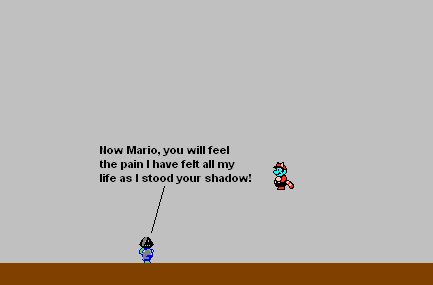 Now Mario, you will feel
the pain I have felt all my
life as I stood your shadow!